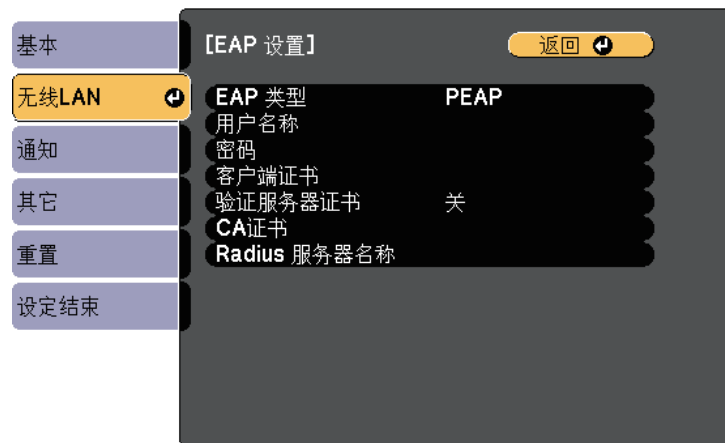 基本
无线LAN
通知
其它
重置
设定结束
[EAP 设置]
返回
EAP 类型 PEAP
用户名称
密码
客户端证书
验证服务器证书 关
CA证书
Radius 服务器名称